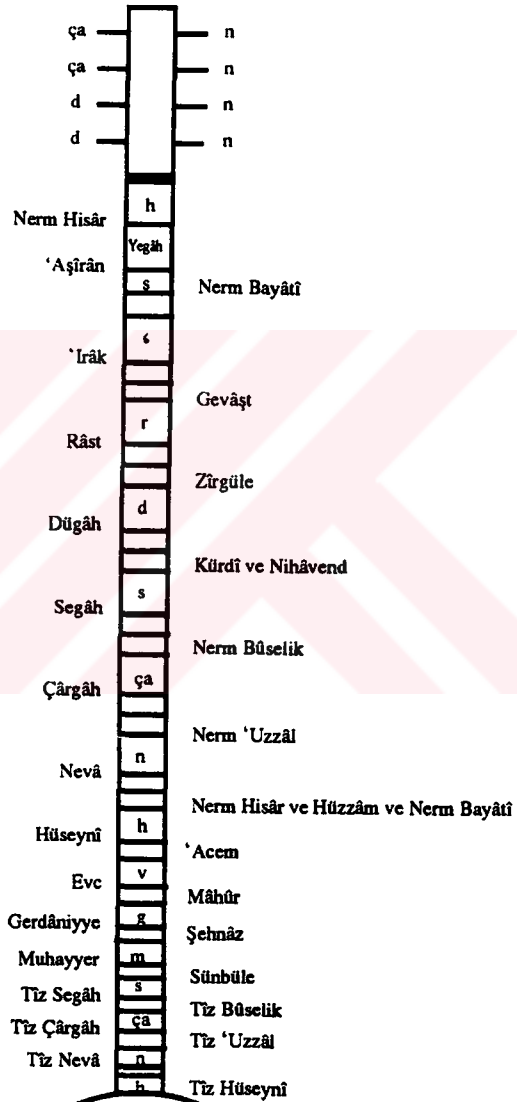 ça n
ça n
d n
d n
h
Nerm Hisâr
Yegâh
‘Aşîrân
ş Nerm Bayâtî
‘
‘Irâk
Gevâşt
r
Râst
Zîrgüle
d
Dügâh
Kürdî ve Nihâvend
s
Segâh
Nerm Bûselik
ça
Çârgâh
Nerm ‘Uzzâl
n
Nevâ
Nerm Hisâr ve Hüzzâm ve Nerm Bayâtî
h
Hüseynî
‘Acem
v
Evc
Mâhûr
g
Gerdâniyye
Şehnâz
m
Muhayyer
Sünbüle
s
Tîz Segâh
Tîz Bûselik
ça
Tîz Çârgâh
Tîz ‘Uzzâl
n
Tîz Nevâ
h Tîz Hüseynî